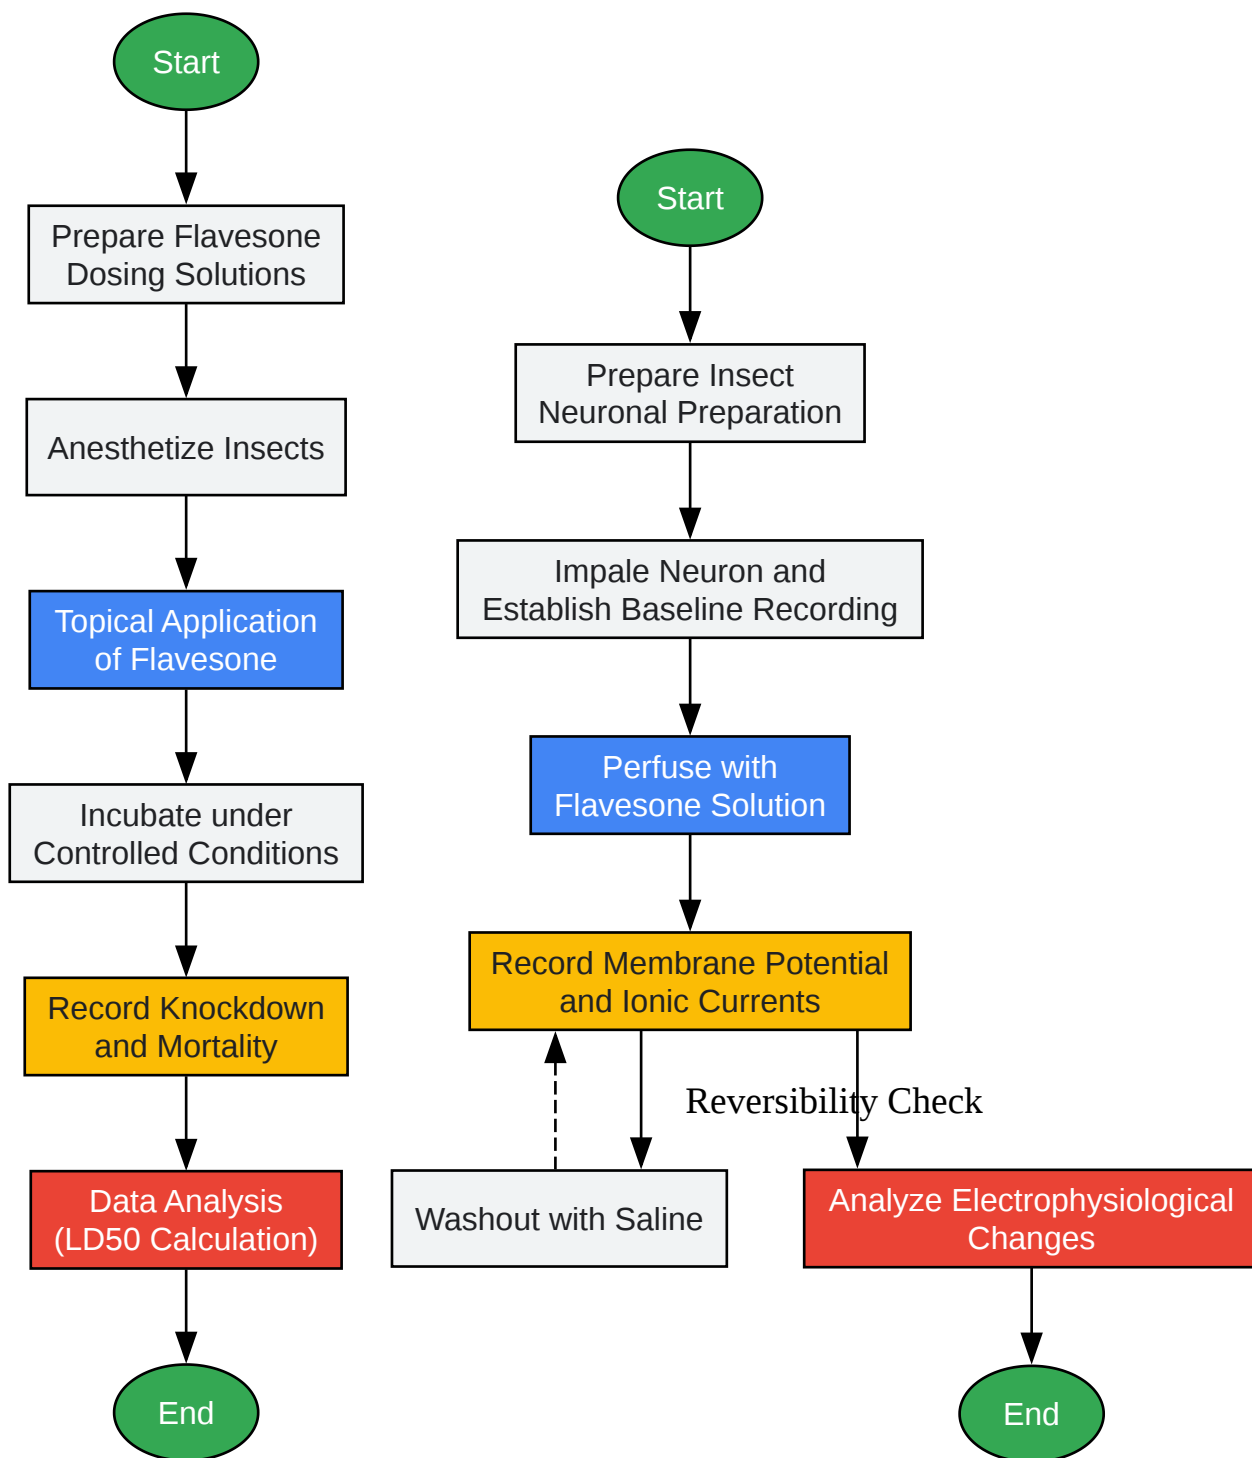 Start
Prepare Flavesone
Dosing Solutions
Anesthetize Insects
Topical Application
of Flavesone
Incubate under
Controlled Conditions
Record Knockdown
and Mortality
Data Analysis
(LD50 Calculation)
End
Start
Prepare Insect
Neuronal Preparation
Impale Neuron and
Establish Baseline Recording
Perfuse with
Flavesone Solution
Record Membrane Potential
and Ionic Currents
Reversibility Check
Washout with Saline
Analyze Electrophysiological
Changes
End